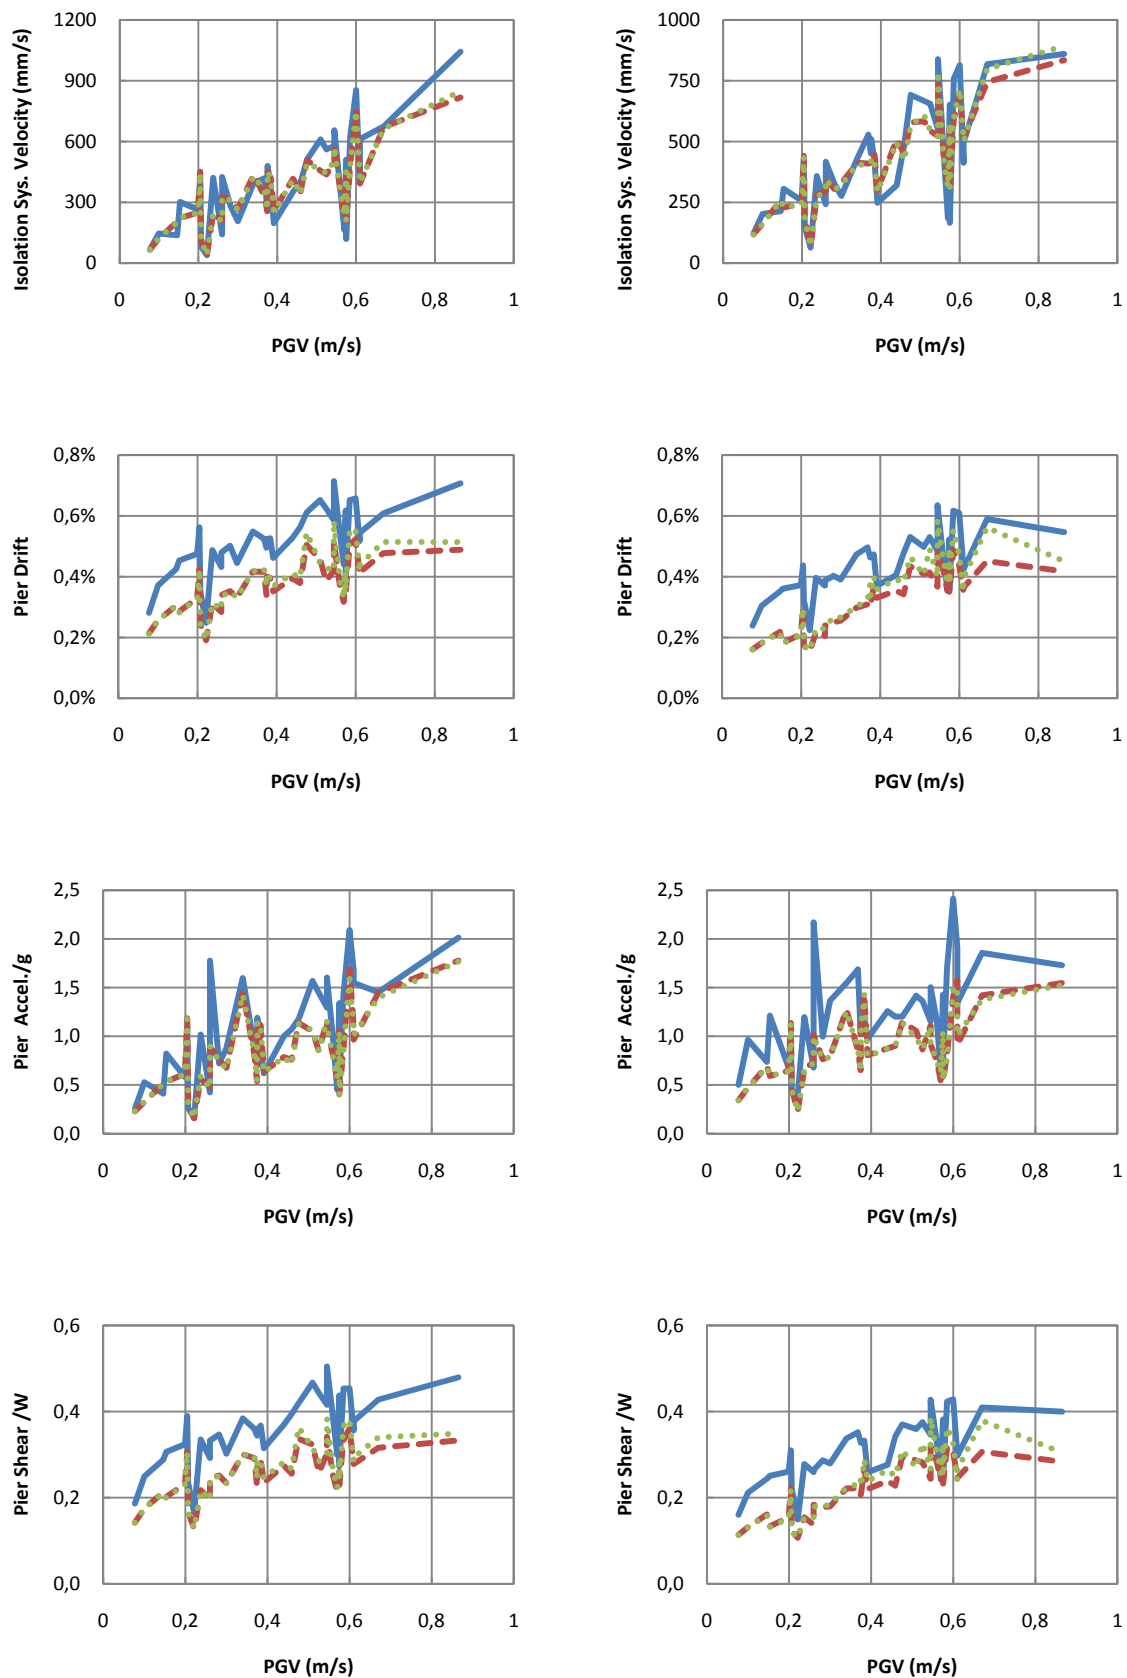 Isolation Sys. Velocity (mm/s)
1200
900
600
300
0
0 0,2 0,4 0,6 0,8 1
PGV (m/s)
Isolation Sys. Velocity (mm/s)
1000
750
500
250
0
0 0,2 0,4 0,6 0,8 1
PGV (m/s)
Pier Drift
0,8%
0,6%
0,4%
0,2%
0,0%
0 0,2 0,4 0,6 0,8 1
PGV (m/s)
Pier Drift
0,8%
0,6%
0,4%
0,2%
0,0%
0 0,2 0,4 0,6 0,8 1
PGV (m/s)
Pier Accel./g
2,5
2,0
1,5
1,0
0,5
0,0
0 0,2 0,4 0,6 0,8 1
PGV (m/s)
Pier Accel./g
2,5
2,0
1,5
1,0
0,5
0,0
0 0,2 0,4 0,6 0,8 1
PGV (m/s)
Pier Shear /W
0,6
0,4
0,2
0,0
0 0,2 0,4 0,6 0,8 1
PGV (m/s)
Pier Shear /W
0,6
0,4
0,2
0,0
0 0,2 0,4 0,6 0,8 1
PGV (m/s)